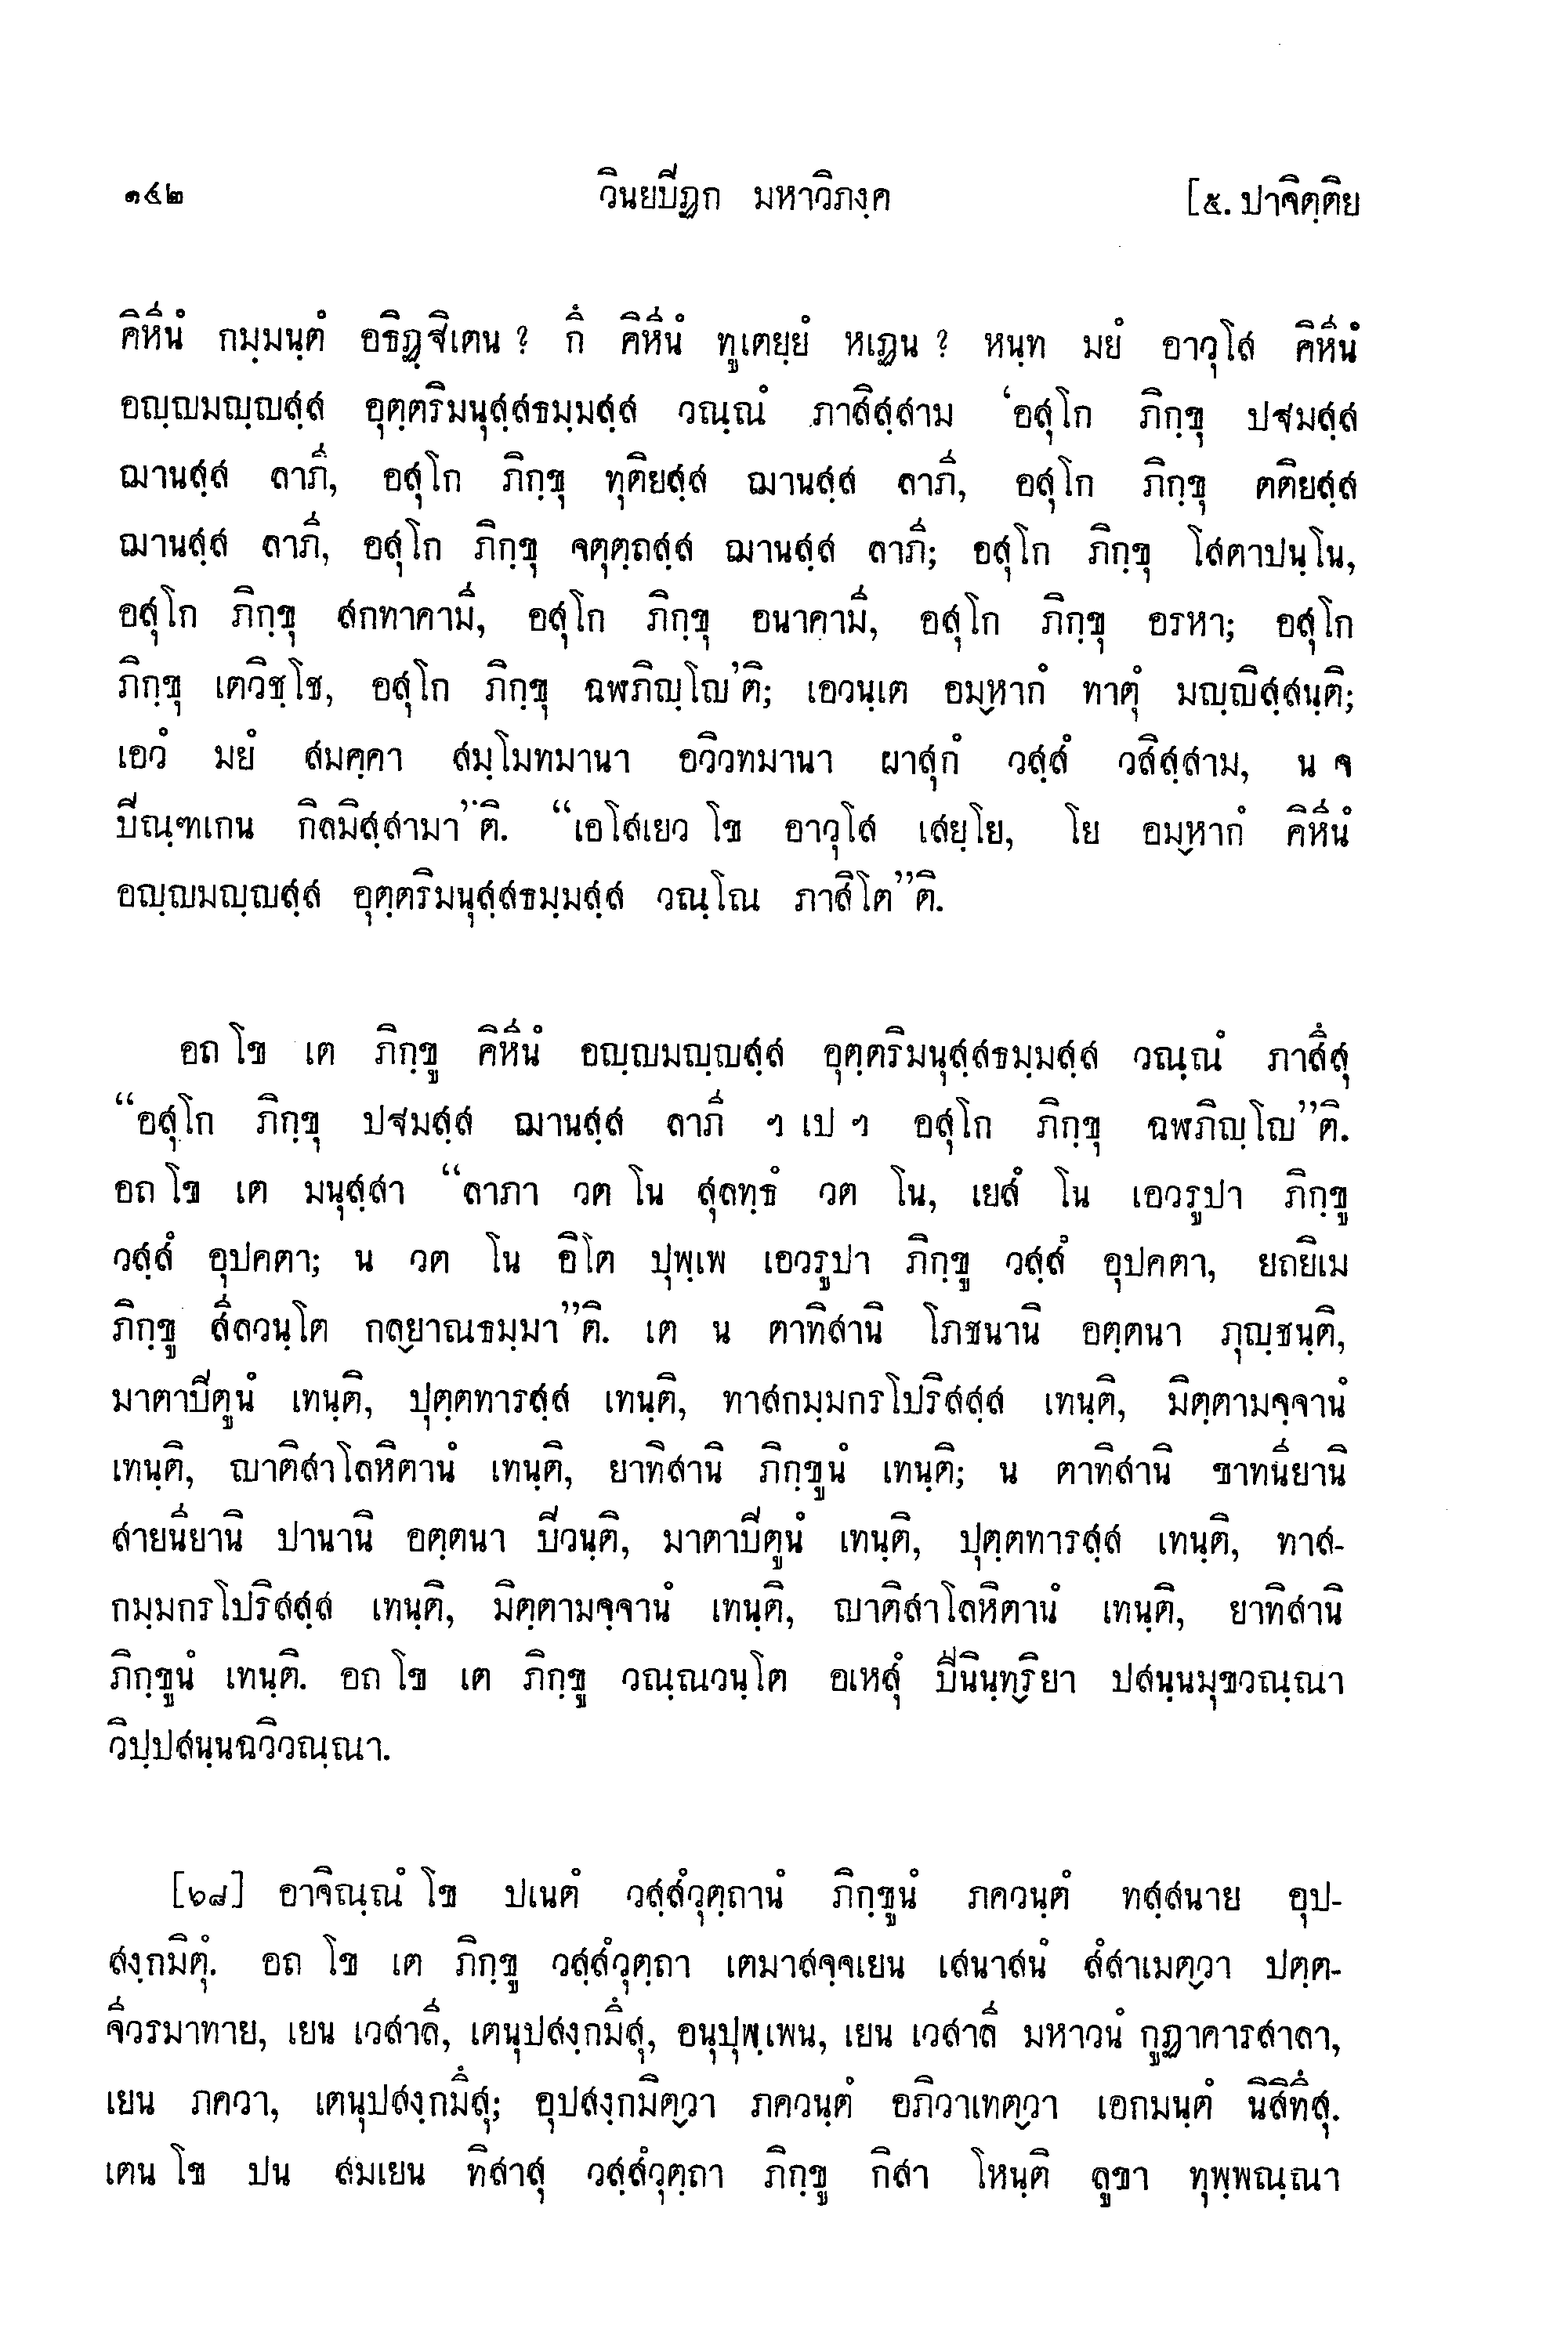 ๑๔๒ วินยปิฏก มหาวิภงฺค [๕. ปาจิตฺติย
คิหีนํ กมฺมนฺตํ อธิฏฺฐิเตน ? กึ คิหีนํ ทูเตยฺยํ หเฏน ? หนฺท มยํ อาวุโส คิหีนํ
อญฺญมญฺญสฺส อุตฺตริมนุสฺสธมฺมสฺส วณฺณํ ภาสิสฺสาม ‘อสุโก ภิกฺขุ ปฐมสฺส
ฌานสฺส ลาภี, อสุโก ภิกฺขุ ทุติยสฺส ฌานสฺส ลาภี, อสุโก ภิกฺขุ ตติยสฺส
ฌานสฺส ลาภี, อสุโก ภิกฺขุ จตุตฺถสฺส ฌานสฺส ลาภี; อสุโก ภิกฺขุ โสตาปนฺโน,
อสุโก ภิกฺขุ สกทาคามี, อสุโก ภิกฺขุ อนาคามี, อสุโก ภิกฺขุ อรหา; อสุโก
ภิกฺขุ เตวิชฺโช, อสุโก ภิกฺขุ ฉฬภิญฺโญ’ติ; เอวนฺเต อมฺหากํ ทาตุํ มญฺญิสฺสนฺติ;
เอวํ มยํ สมคฺคา สมฺโมทมานา อวิวทมานา ผาสุกํ วสฺสํ วสิสฺสาม, น จ
ปิณฺฑเกน กิลมิสฺสามา”ติ. “เอโสเยว โข อาวุโส เสยฺโย, โย อมฺหากํ คิหีนํ
อญฺญมญฺญสฺส อุตฺตริมนุสฺสธมฺมสฺส วณฺโณ ภาสิโต”ติ.
อถ โข เต ภิกฺขู คิหีนํ อญฺญมญฺญสฺส อุตฺตริมนุสฺสธมฺมสฺส วณฺณํ ภาสึสุ
“อสุโก ภิกฺขุ ปฐมสฺส ฌานสฺส ลาภี ฯ เป ฯ อสุโก ภิกฺขุ ฉฬภิญฺโญ”ติ.
อถ โข เต มนุสฺสา “ลาภา วต โน สุลทฺธํ วต โน, เยสํ โน เอวรูปา ภิกฺขู
วสฺสํ อุปคตา; น วต โน อิโต ปุพฺเพ เอวรูปา ภิกฺขู วสฺสํ อุปคตา, ยถยิเม
ภิกฺขู สีลวนฺโต กลฺยาณธมฺมา”ติ. เต น ตาทิสานิ โภชนานิ อตฺตนา ภุญฺชนฺติ,
มาตาปิตูนํ เทนฺติ, ปุตฺตทารสฺส เทนฺติ, ทาสกมฺมกรโปริสสฺส เทนฺติ, มิตฺตามจฺจานํ
เทนฺติ, ญาติสาโลหิตานํ เทนฺติ, ยาทิสานิ ภิกฺขูนํ เทนฺติ; น ตาทิสานิ ขาทนียานิ
สายนียานิ ปานานิ อตฺตนา ปิวนฺติ, มาตาปิตูนํ เทนฺติ, ปุตฺตทารสฺส เทนฺติ, ทาส-
กมฺมกรโปริสสฺส เทนฺติ, มิตฺตามจฺจานํ เทนฺติ, ญาติสาโลหิตานํ เทนฺติ, ยาทิสานิ
ภิกฺขูนํ เทนฺติ. อถ โข เต ภิกฺขู วณฺณวนฺโต อเหสุํ ปีนินฺทฺริยา ปสนฺนมุขวณฺณา
วิปฺปสนฺนฉวิวณฺณา.
[๖๘] อาจิณฺณํ โข ปเนตํ วสฺสํวุตฺถานํ ภิกฺขูนํ ภควนฺตํ ทสฺสนาย อุป-
สงฺกมิตุํ. อถ โข เต ภิกฺขู วสฺสํวุตฺถา เตมาสจฺจเยน เสนาสนํ สํสาเมตฺวา ปตฺต-
จีวรมาทาย, เยน เวสาลี, เตนุปสงฺกมึสุ, อนุปุพฺเพน, เยน เวสาลี มหาวนํ กูฏาคารสาลา,
เยน ภควา, เตนุปสงฺกมึสุ; อุปสงฺกมิตฺวา ภควนฺตํ อภิวาเทตฺวา เอกมนฺตํ นิสีทึสุ.
เตน โข ปน สมเยน ทิสาสุ วสฺสํวุตฺถา ภิกฺขู กิสา โหนฺติ ลูขา ทุพฺพณฺณา